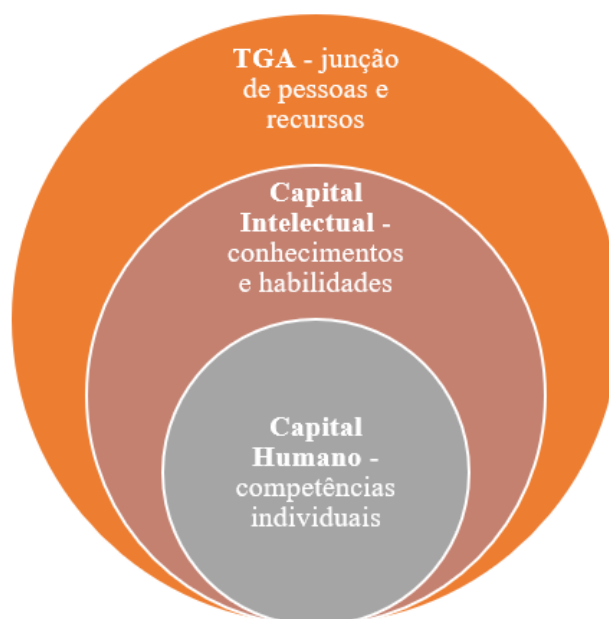 TGA - junção
de pessoas e
recursos
Capital
Intelectual -
conhecimentos
e habilidades
Capital
Humano -
competências
individuais